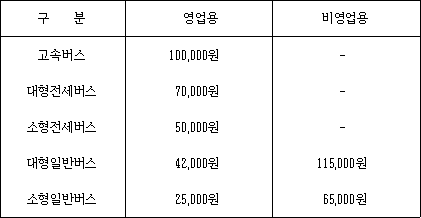 구 분 영업용 비영업용
고속버스 100,000원 -
대형전세버스 70,000원 -
소형전세버스 50,000원 -
대형일반버스 42,000원 115,000원
소형일반버스 25,000원 65,000원